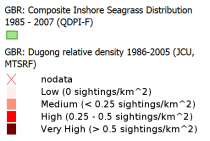 GBR: Composite Inshore Seagrass Distribution
1985 - 2007 (QDPI-F)
GBR: Dugong relative density 1986-2005 (JCU,
MTSRF)
nodata
Low (0 sightings/km^2)
Medium (< 0.25 sightings/km^2)
High (0.25 - 0.5 sightings/km^2)
Very High (> 0.5 sightings/km^2)